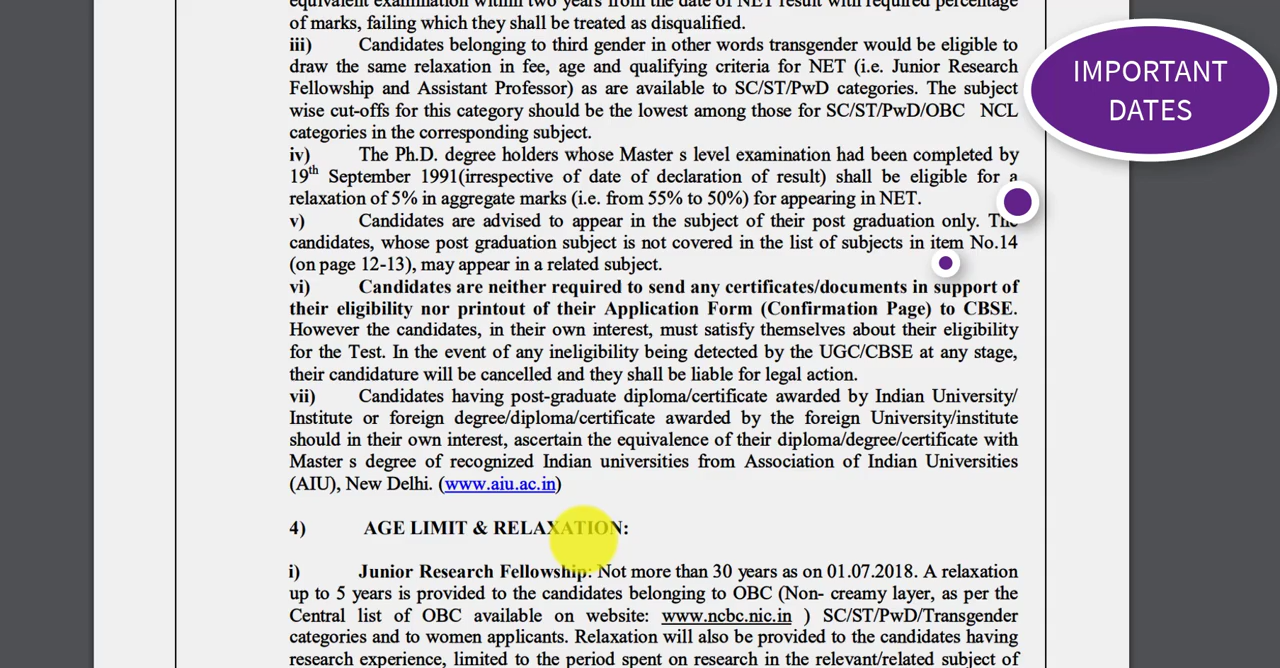 equivalent examination within two years from the date of NET result with required percentage
of marks, failing which they shall be treated as disqualified.
iii) Candidates belonging to third gender in other words transgender would be eligible to
draw the same relaxation in fee, age and qualifying criteria for NET (i.e. Junior Research
Fellowship and Assistant Professor) as are available to SC/ST/PwD categories. The subject
wise cut-offs for this category should be the lowest among those for SC/ST/PwD/OBC NCL
categories in the corresponding subject.
iv) The Ph.D. degree holders whose Master s level examination had been completed by
19th September 1991(irrespective of date of declaration of result) shall be eligible for a
relaxation of 5% in aggregate marks (i.e. from 55% to 50%) for appearing in NET.
v) Candidates are advised to appear in the subject of their post graduation only. The
candidates, whose post graduation subject is not covered in the list of subjects in item No.14
(on page 12-13), may appear in a related subject.
vi) Candidates are neither required to send any certificates/documents in support of
their eligibility nor printout of their Application Form (Confirmation Page) to CBSE.
However the candidates, in their own interest, must satisfy themselves about their eligibility
for the Test. In the event of any ineligibility being detected by the UGC/CBSE at any stage,
their candidature will be cancelled and they shall be liable for legal action.
vii) Candidates having post-graduate diploma/certificate awarded by Indian University/
Institute or foreign degree/diploma/certificate awarded by the foreign University/institute
should in their own interest, ascertain the equivalence of their diploma/degree/certificate with
Master s degree of recognized Indian universities from Association of Indian Universities
(AIU), New Delhi. (www.aiu.ac.in)
4) AGE LIMIT & RELAXATION:
i) Junior Research Fellowship: Not more than 30 years as on 01.07.2018. A relaxation
up to 5 years is provided to the candidates belonging to OBC (Non- creamy layer, as per the
Central list of OBC available on website: www.ncbc.nic.in ) SC/ST/PwD/Transgender
categories and to women applicants. Relaxation will also be provided to the candidates having
research experience, limited to the period spent on research in the relevant/related subject of
IMPORTANT
DATES